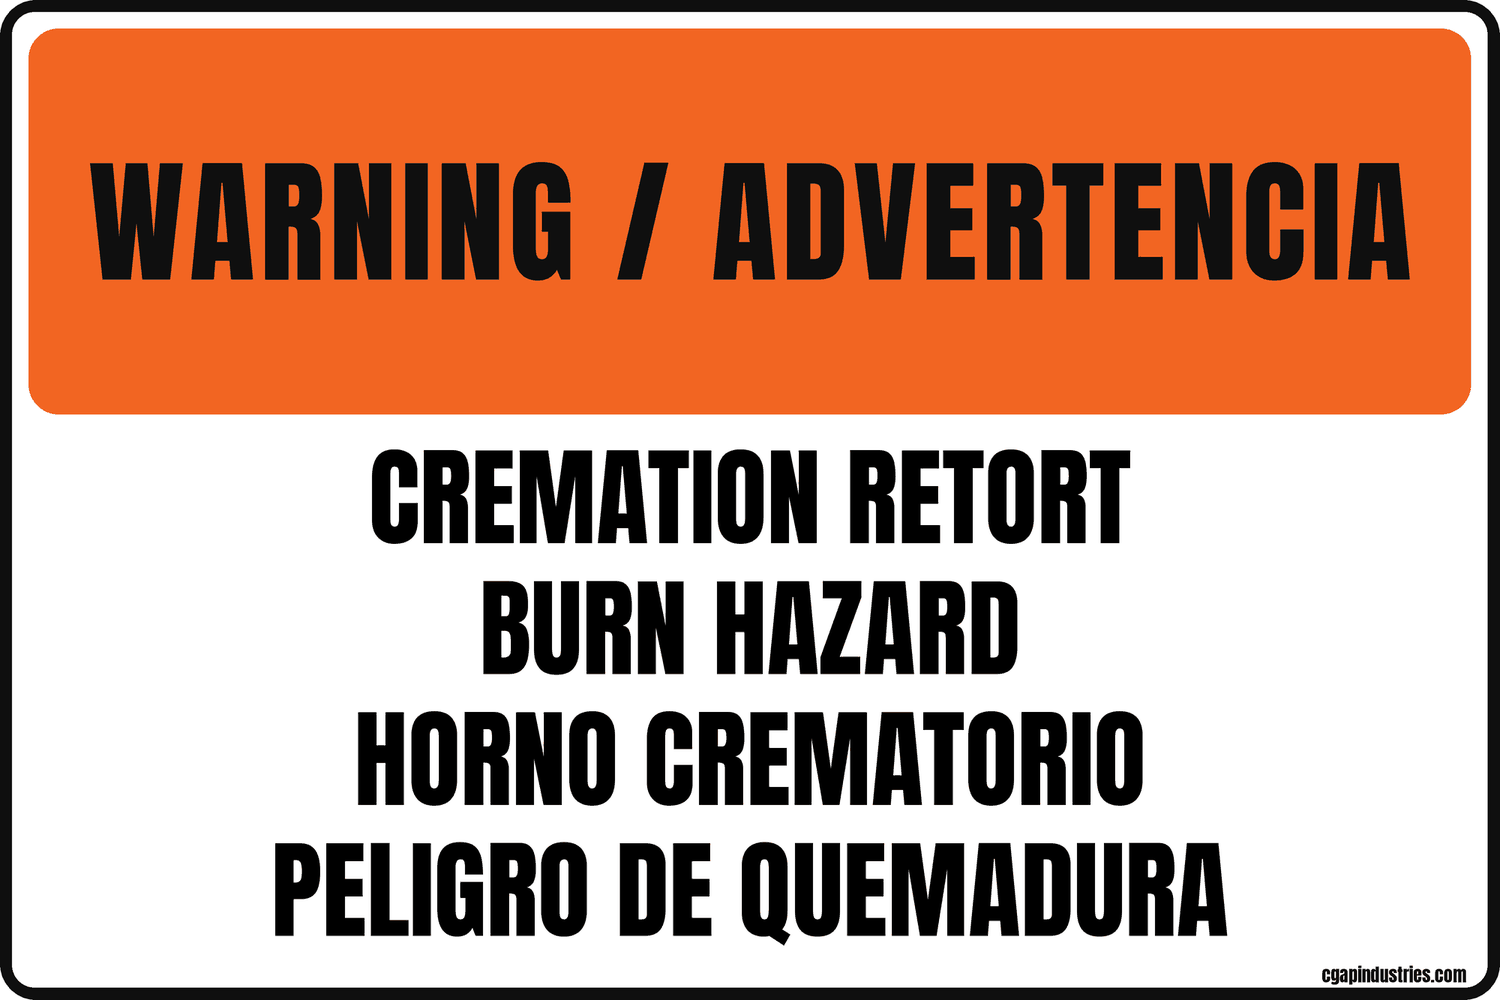 WARNING / ADVERTENCIA
CREMATION RETORT
BURN HAZARD
HORNO CREMATORIO
PELIGRO DE QUEMADURA
cgapindustries.com